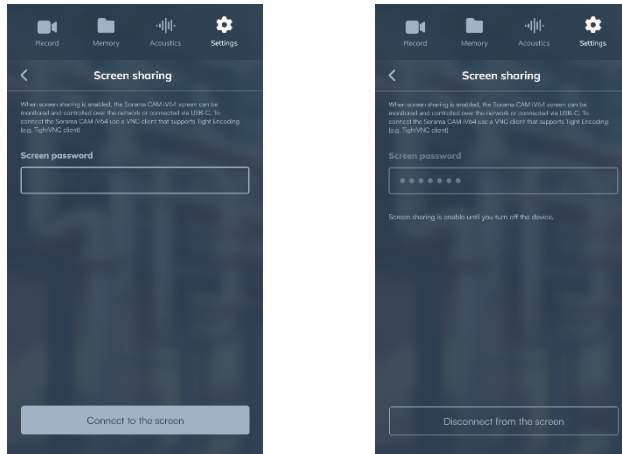 Record Memory Acoustics Settings
Screen sharing
When screen sharing is enabled, the Sorama CAM iV64 screen can be
monitored and controlled over the network or connected via USB-C. To
connect the Sorama CAM iV64 use a VNC client that supports Tight Encoding
(e.g. TightVNC client)
Screen password
Connect to the screen
Record Memory Acoustics Settings
Screen sharing
When screen sharing is enabled, the Sorama CAM iV64 screen can be
monitored and controlled over the network or connected via USB-C. To
connect the Sorama CAM iV64 use a VNC client that supports Tight Encoding
(e.g. TightVNC client)
Screen password
Screen sharing is enable until you turn off the device.
Disconnect from the screen